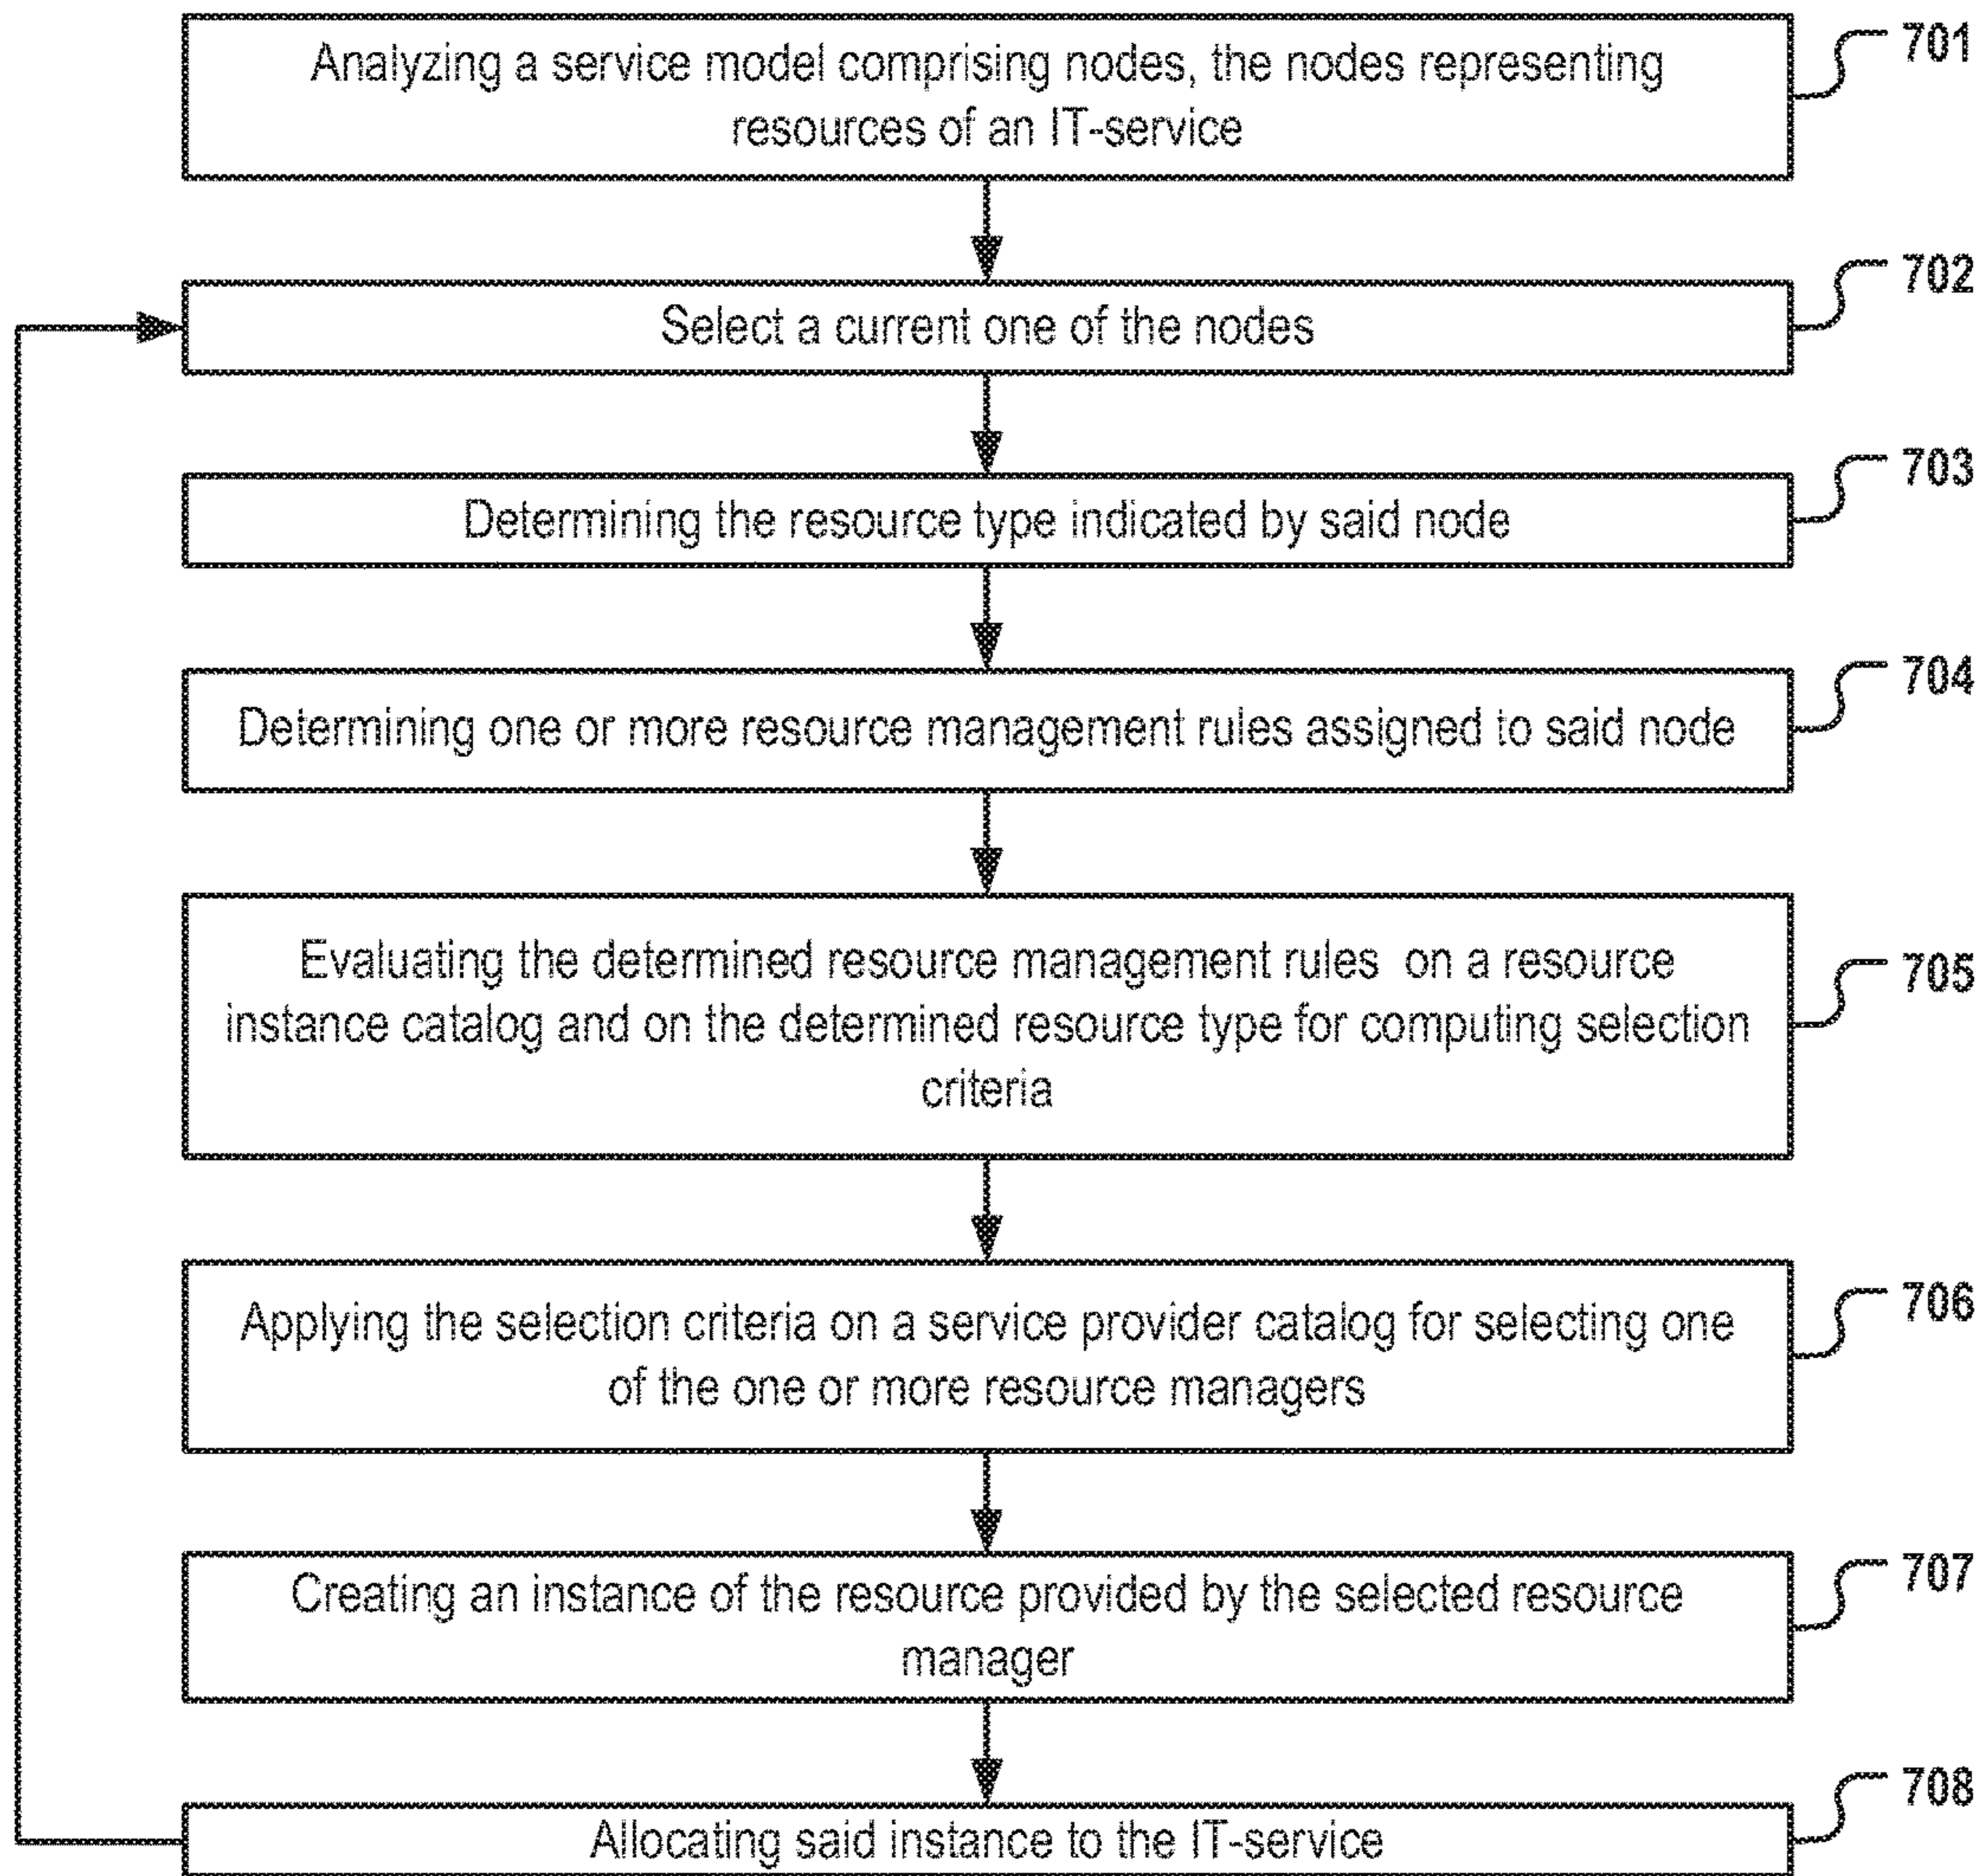 Analyzing a service model comprising nodes, the nodes representing
resources of an IT-service
701
Select a current one of the nodes
702
Determining the resource type indicated by said node
703
Determining one or more resource management rules assigned to said node
704
Evaluating the determined resource management rules on a resource
instance catalog and on the determined resource type for computing selection
criteria
705
Applying the selection criteria on a service provider catalog for selecting one
of the one or more resource managers
706
Creating an instance of the resource provided by the selected resource
manager
707
Allocating said instance to the IT-service
708